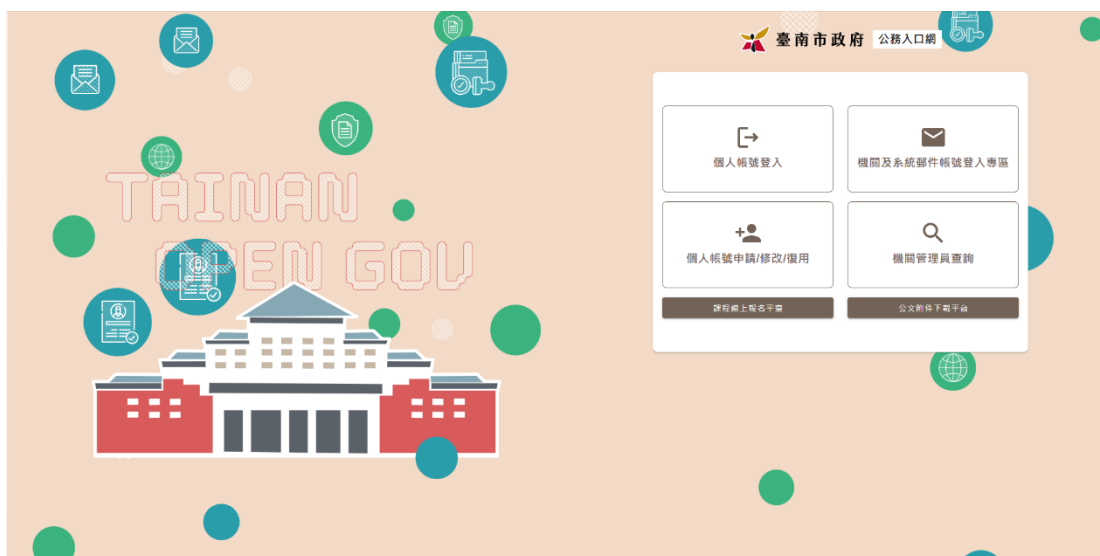 臺南市政府 公務入口網
TAINAN
OPEN GOV
個人帳號登入
機關及系統郵件帳號登入專區
個人帳號申請/修改/復用
機關管理員查詢
課程線上報名平臺
公文附件下載平台